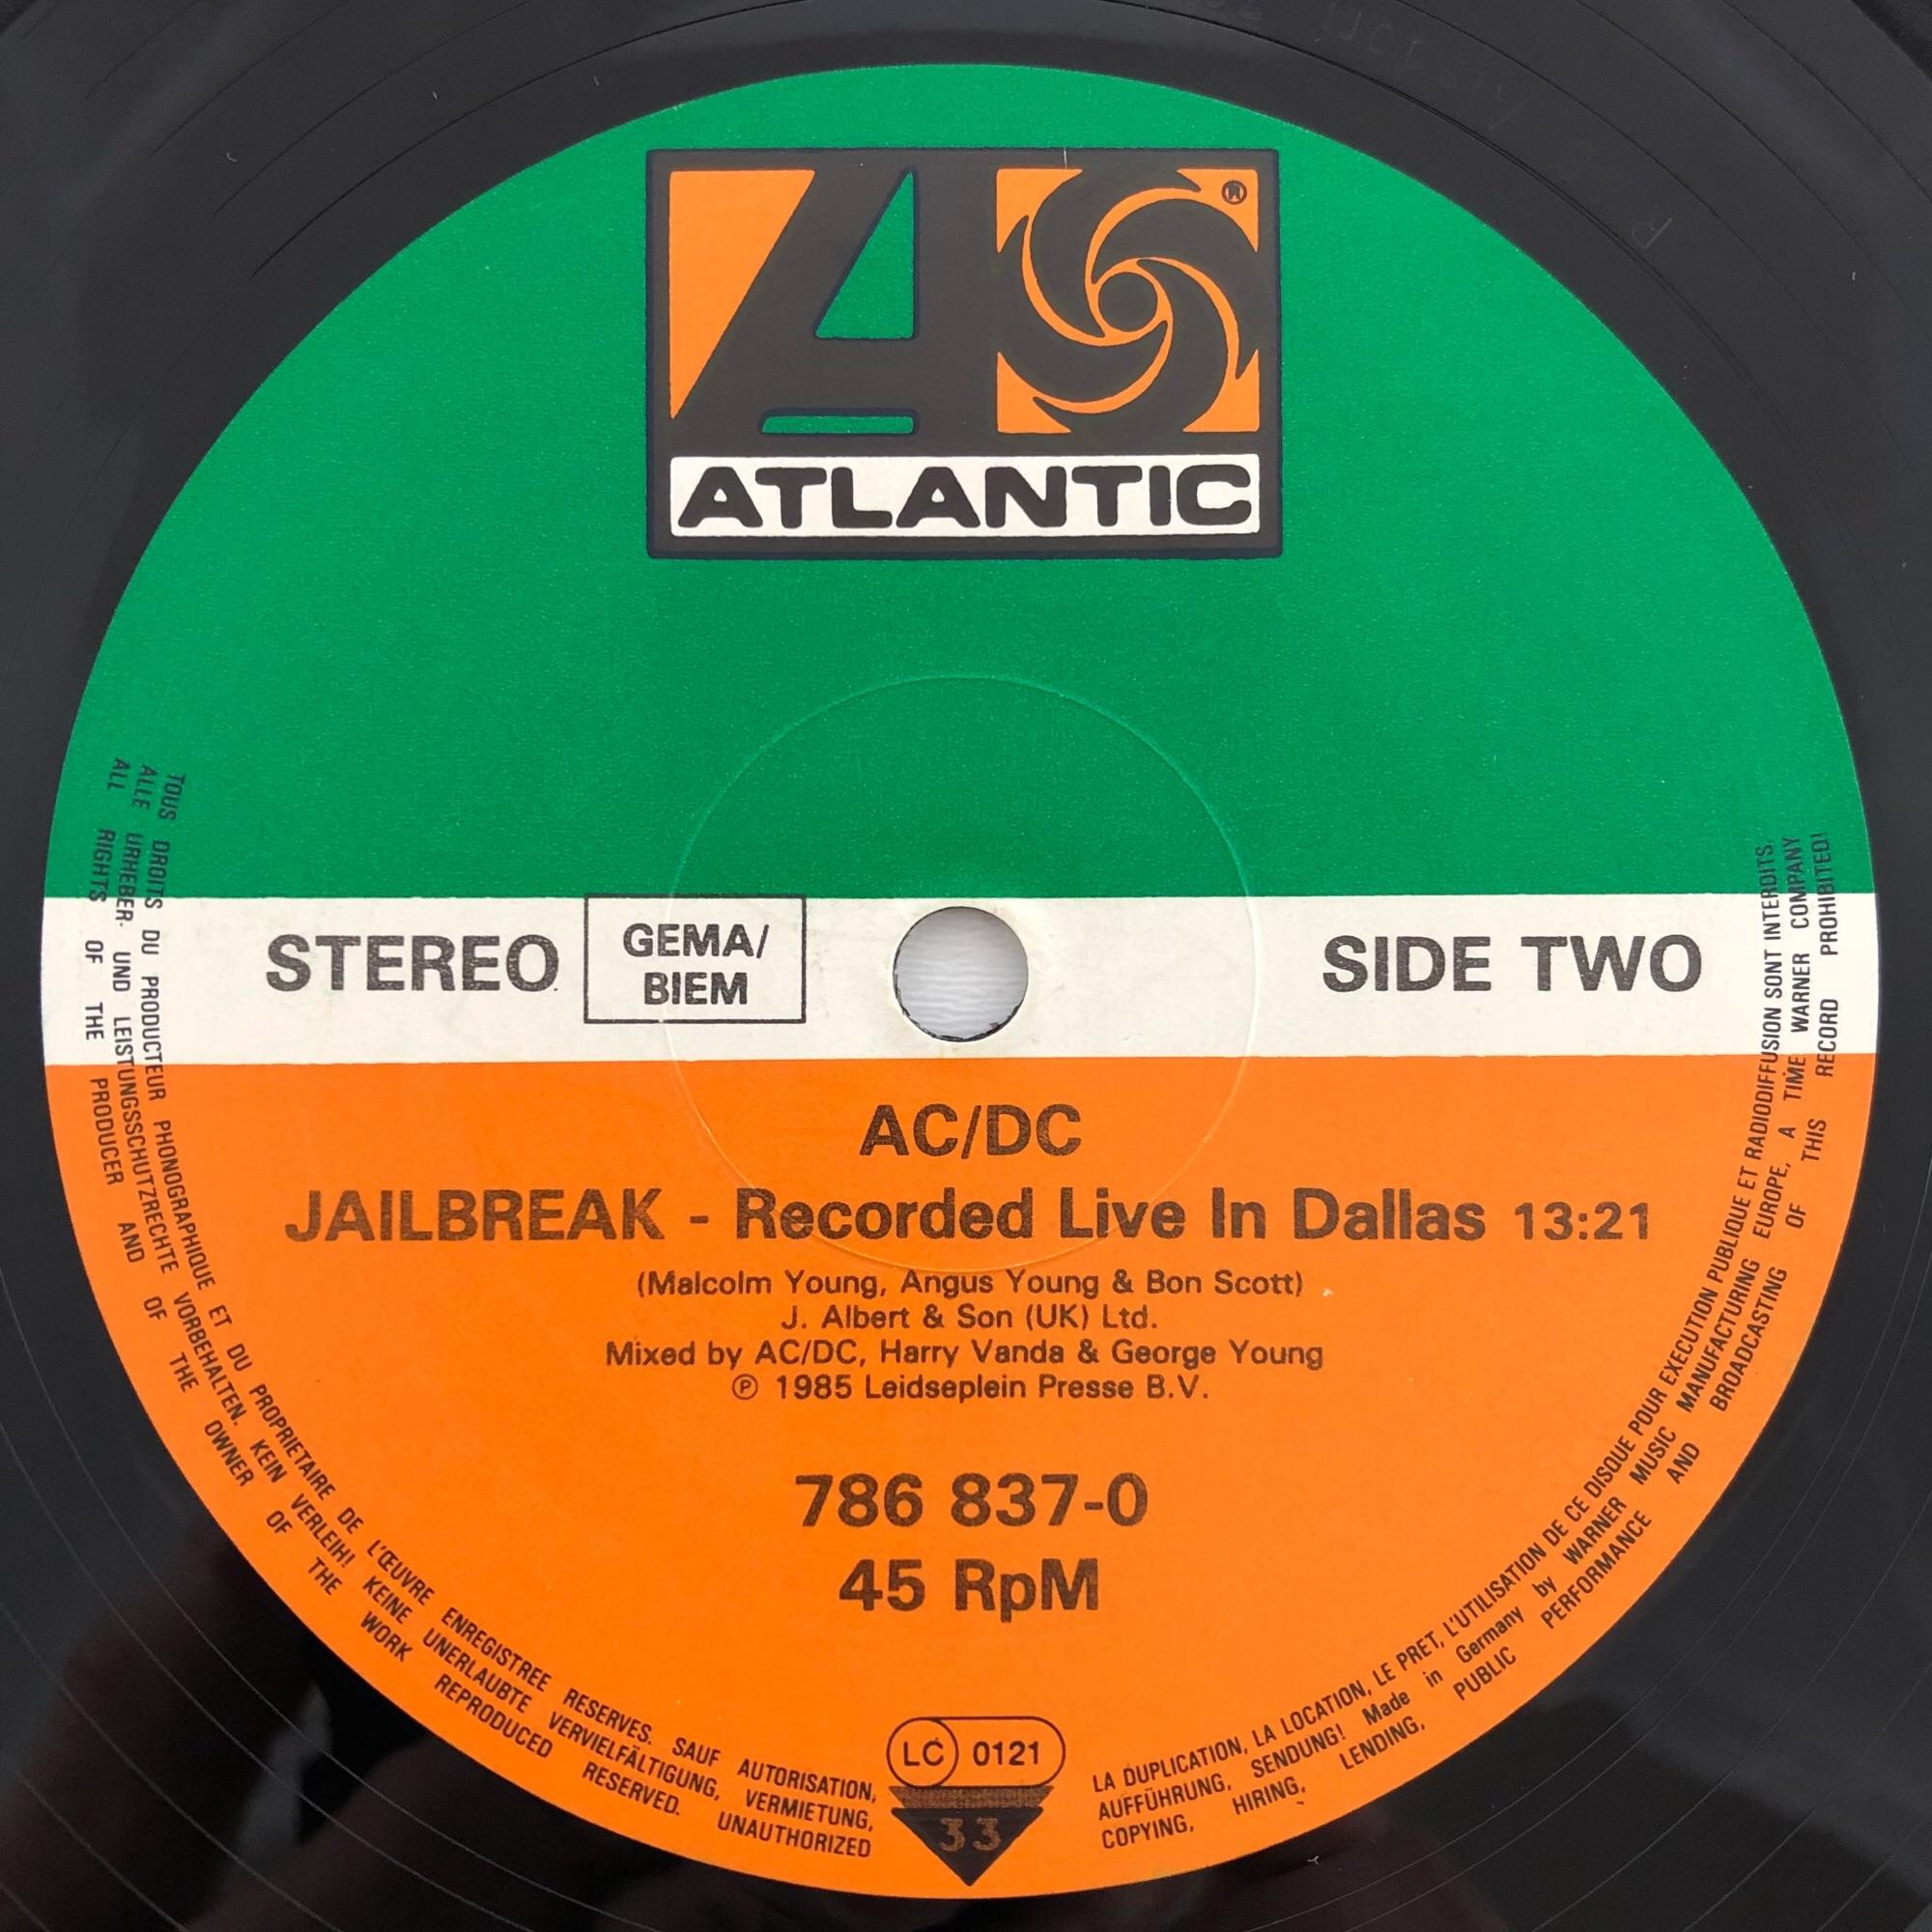 ®
ATLANTIC
STEREO
GEMA/
BIEM
SIDE TWO
AC/DC
JAILBREAK - Recorded Live In Dallas 13:21
(Malcolm Young, Angus Young & Bon Scott)
J. Albert & Son (UK) Ltd.
Mixed by AC/DC, Harry Vanda & George Young
℗ 1985 Leidseplein Presse B.V.
786 837-0
45 RpM
LC 0121
33
TOUS DROITS DU PRODUCTEUR PHONOGRAPHIQUE ET DU PROPRIETAIRE DE L'ŒUVRE ENREGISTREE RESERVES. SAUF AUTORISATION, LA DUPLICATION, LA LOCATION, LE PRET, L'UTILISATION DE CE DISQUE POUR EXECUTION PUBLIQUE ET RADIODIFFUSION SONT INTERDITS.
ALLE URHEBER- UND LEISTUNGSSCHUTZRECHTE VORBEHALTEN. KEIN VERLEIH! KEINE UNERLAUBTE VERVIELFÄLTIGUNG, VERMIETUNG, AUFFÜHRUNG, SENDUNG! Made in Germany by WARNER MUSIC MANUFACTURING EUROPE, A TIME WARNER COMPANY
ALL RIGHTS OF THE PRODUCER AND OF THE OWNER OF THE WORK REPRODUCED RESERVED. UNAUTHORIZED COPYING, HIRING, LENDING, PUBLIC PERFORMANCE AND BROADCASTING OF THIS RECORD PROHIBITED!